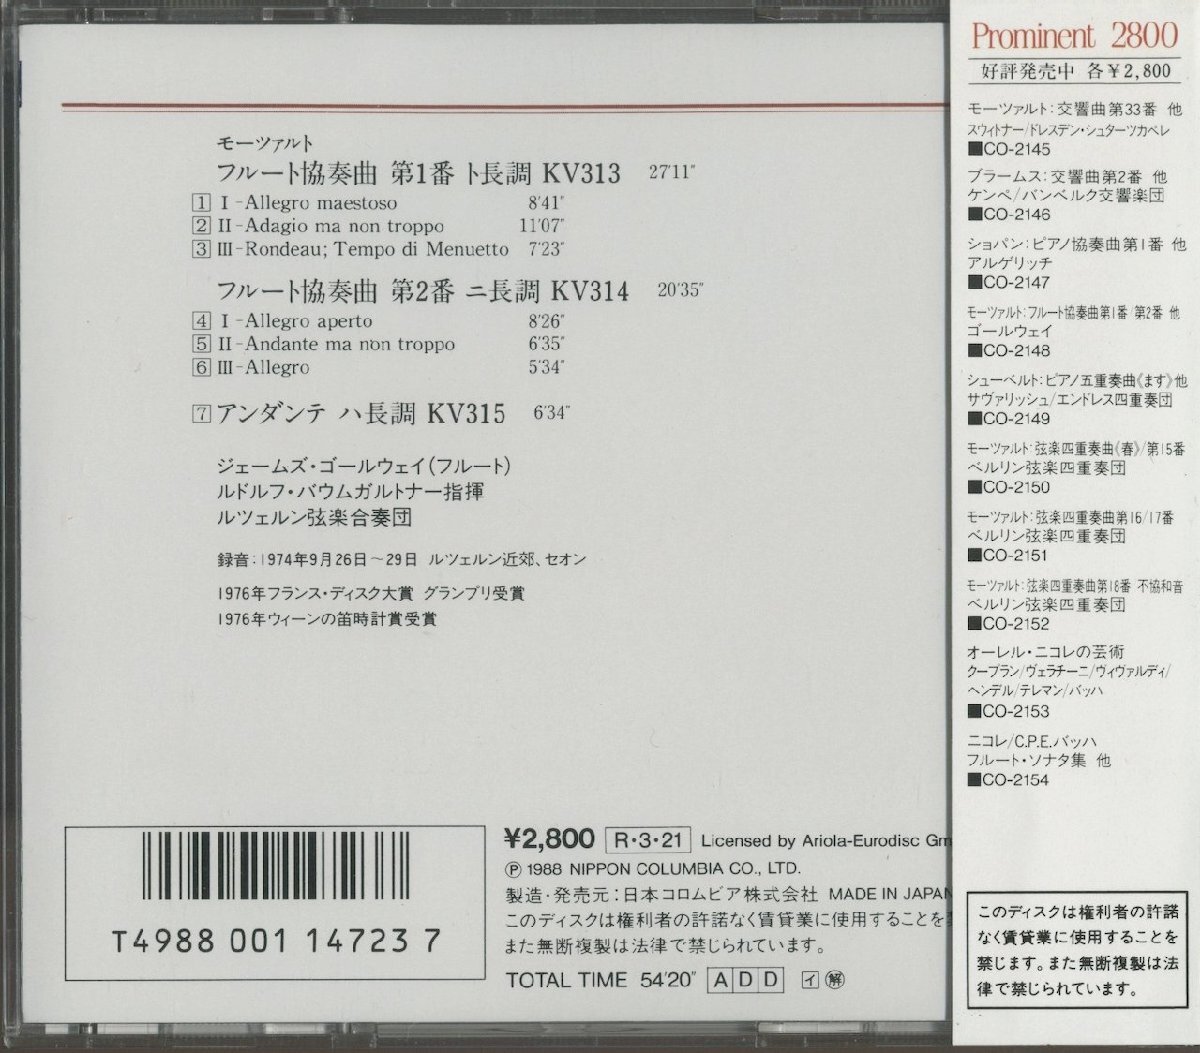 モーツァルト
フルート協奏曲 第1番 ト長調 KV313 27'11"
1 I-Allegro maestoso 8'41"
2 II-Adagio ma non troppo 11'07"
3 III-Rondeau; Tempo di Menuetto 7'23"
フルート協奏曲 第2番 ニ長調 KV314 20'35"
4 I-Allegro aperto 8'26"
5 II-Andante ma non troppo 6'35"
6 III-Allegro 5'34"
7 アンダンテ ハ長調 KV315 6'34"
ジェームズ・ゴールウェイ(フルート)
ルドルフ・バウムガルトナー指揮
ルツェルン弦楽合奏団
録音:1974年9月26日〜29日 ルツェルン近郊、セオン
1976年フランス・ディスク大賞 グランプリ受賞
1976年ウィーンの笛時計賞受賞
T4988 001 14723 7
¥2,800 R・3・21 Licensed by Ariola-Eurodisc Gm
Ⓟ 1988 NIPPON COLUMBIA CO., LTD.
製造・発売元:日本コロムビア株式会社 MADE IN JAPAN
このディスクは権利者の許諾なく賃貸業に使用することを
また無断複製は法律で禁じられています。
TOTAL TIME 54'20" ADD イ 解
Prominent 2800
好評発売中 各¥2,800
モーツァルト:交響曲第33番 他
スウィトナー/ドレスデン・シュターツカペレ
■CO-2145
ブラームス:交響曲第2番 他
ケンペ/バンベルク交響楽団
■CO-2146
ショパン:ピアノ協奏曲第1番 他
アルゲリッチ
■CO-2147
モーツァルト:フルート協奏曲第1番/第2番 他
ゴールウェイ
■CO-2148
シューベルト:ピアノ五重奏曲《ます》他
サヴァリッシュ/エンドレス四重奏団
■CO-2149
モーツァルト:弦楽四重奏曲《春》/第15番
ベルリン弦楽四重奏団
■CO-2150
モーツァルト:弦楽四重奏曲第16/17番
ベルリン弦楽四重奏団
■CO-2151
モーツァルト:弦楽四重奏曲第18番 不協和音
ベルリン弦楽四重奏団
■CO-2152
オーレル・ニコレの芸術
クープラン/ヴェラチーニ/ヴィヴァルディ/
ヘンデル/テレマン/バッハ
■CO-2153
ニコレ/C.P.E.バッハ
フルート・ソナタ集 他
■CO-2154
このディスクは権利者の許諾
なく賃貸業に使用することを
禁じます。また無断複製は法
律で禁じられています。